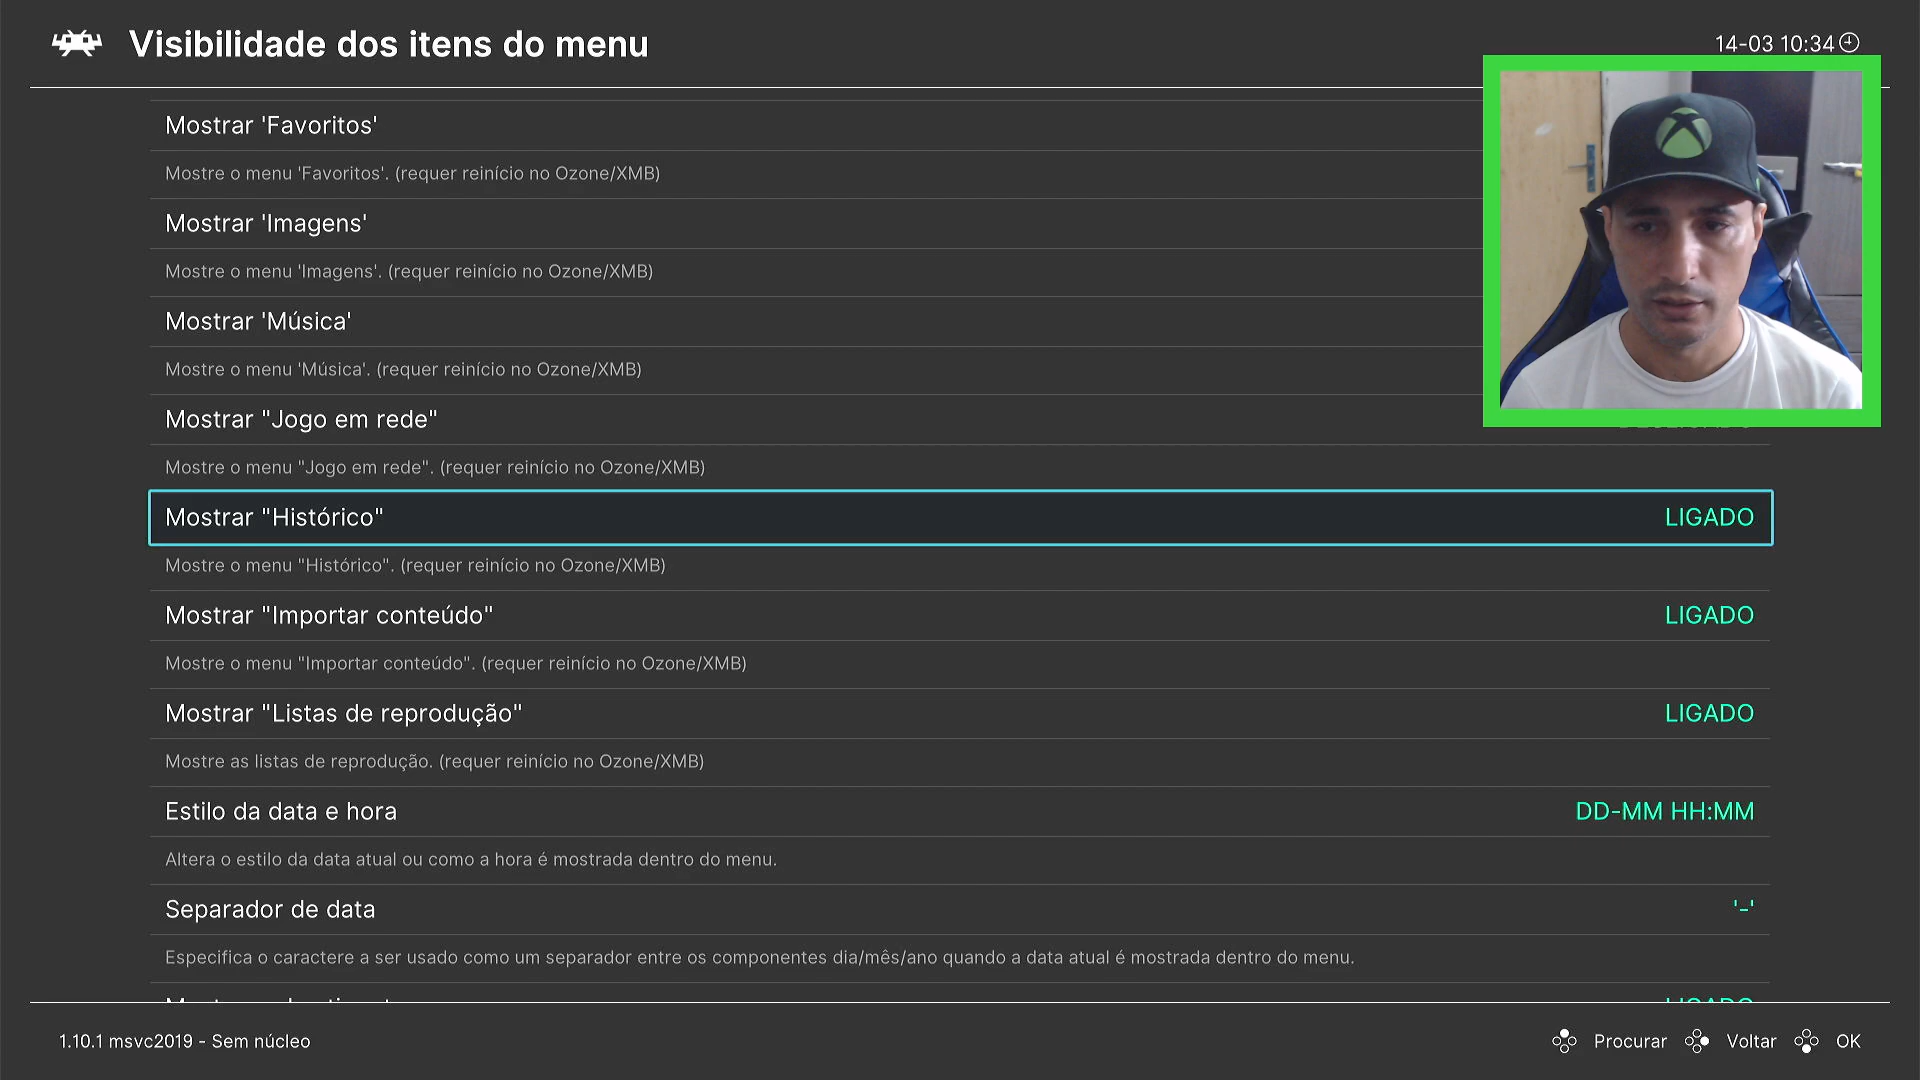 Visibilidade dos itens do menu
14-03 10:34
Mostrar 'Favoritos'
Mostre o menu 'Favoritos'. (requer reinício no Ozone/XMB)
Mostrar 'Imagens'
Mostre o menu 'Imagens'. (requer reinício no Ozone/XMB)
Mostrar 'Música'
Mostre o menu 'Música'. (requer reinício no Ozone/XMB)
Mostrar "Jogo em rede"
Mostre o menu "Jogo em rede". (requer reinício no Ozone/XMB)
Mostrar "Histórico" LIGADO
Mostre o menu "Histórico". (requer reinício no Ozone/XMB)
Mostrar "Importar conteúdo" LIGADO
Mostre o menu "Importar conteúdo". (requer reinício no Ozone/XMB)
Mostrar "Listas de reprodução" LIGADO
Mostre as listas de reprodução. (requer reinício no Ozone/XMB)
Estilo da data e hora DD-MM HH:MM
Altera o estilo da data atual ou como a hora é mostrada dentro do menu.
Separador de data '-'
Especifica o caractere a ser usado como um separador entre os componentes dia/mês/ano quando a data atual é mostrada dentro do menu.
1.10.1 msvc2019 - Sem núcleo
Procurar Voltar OK